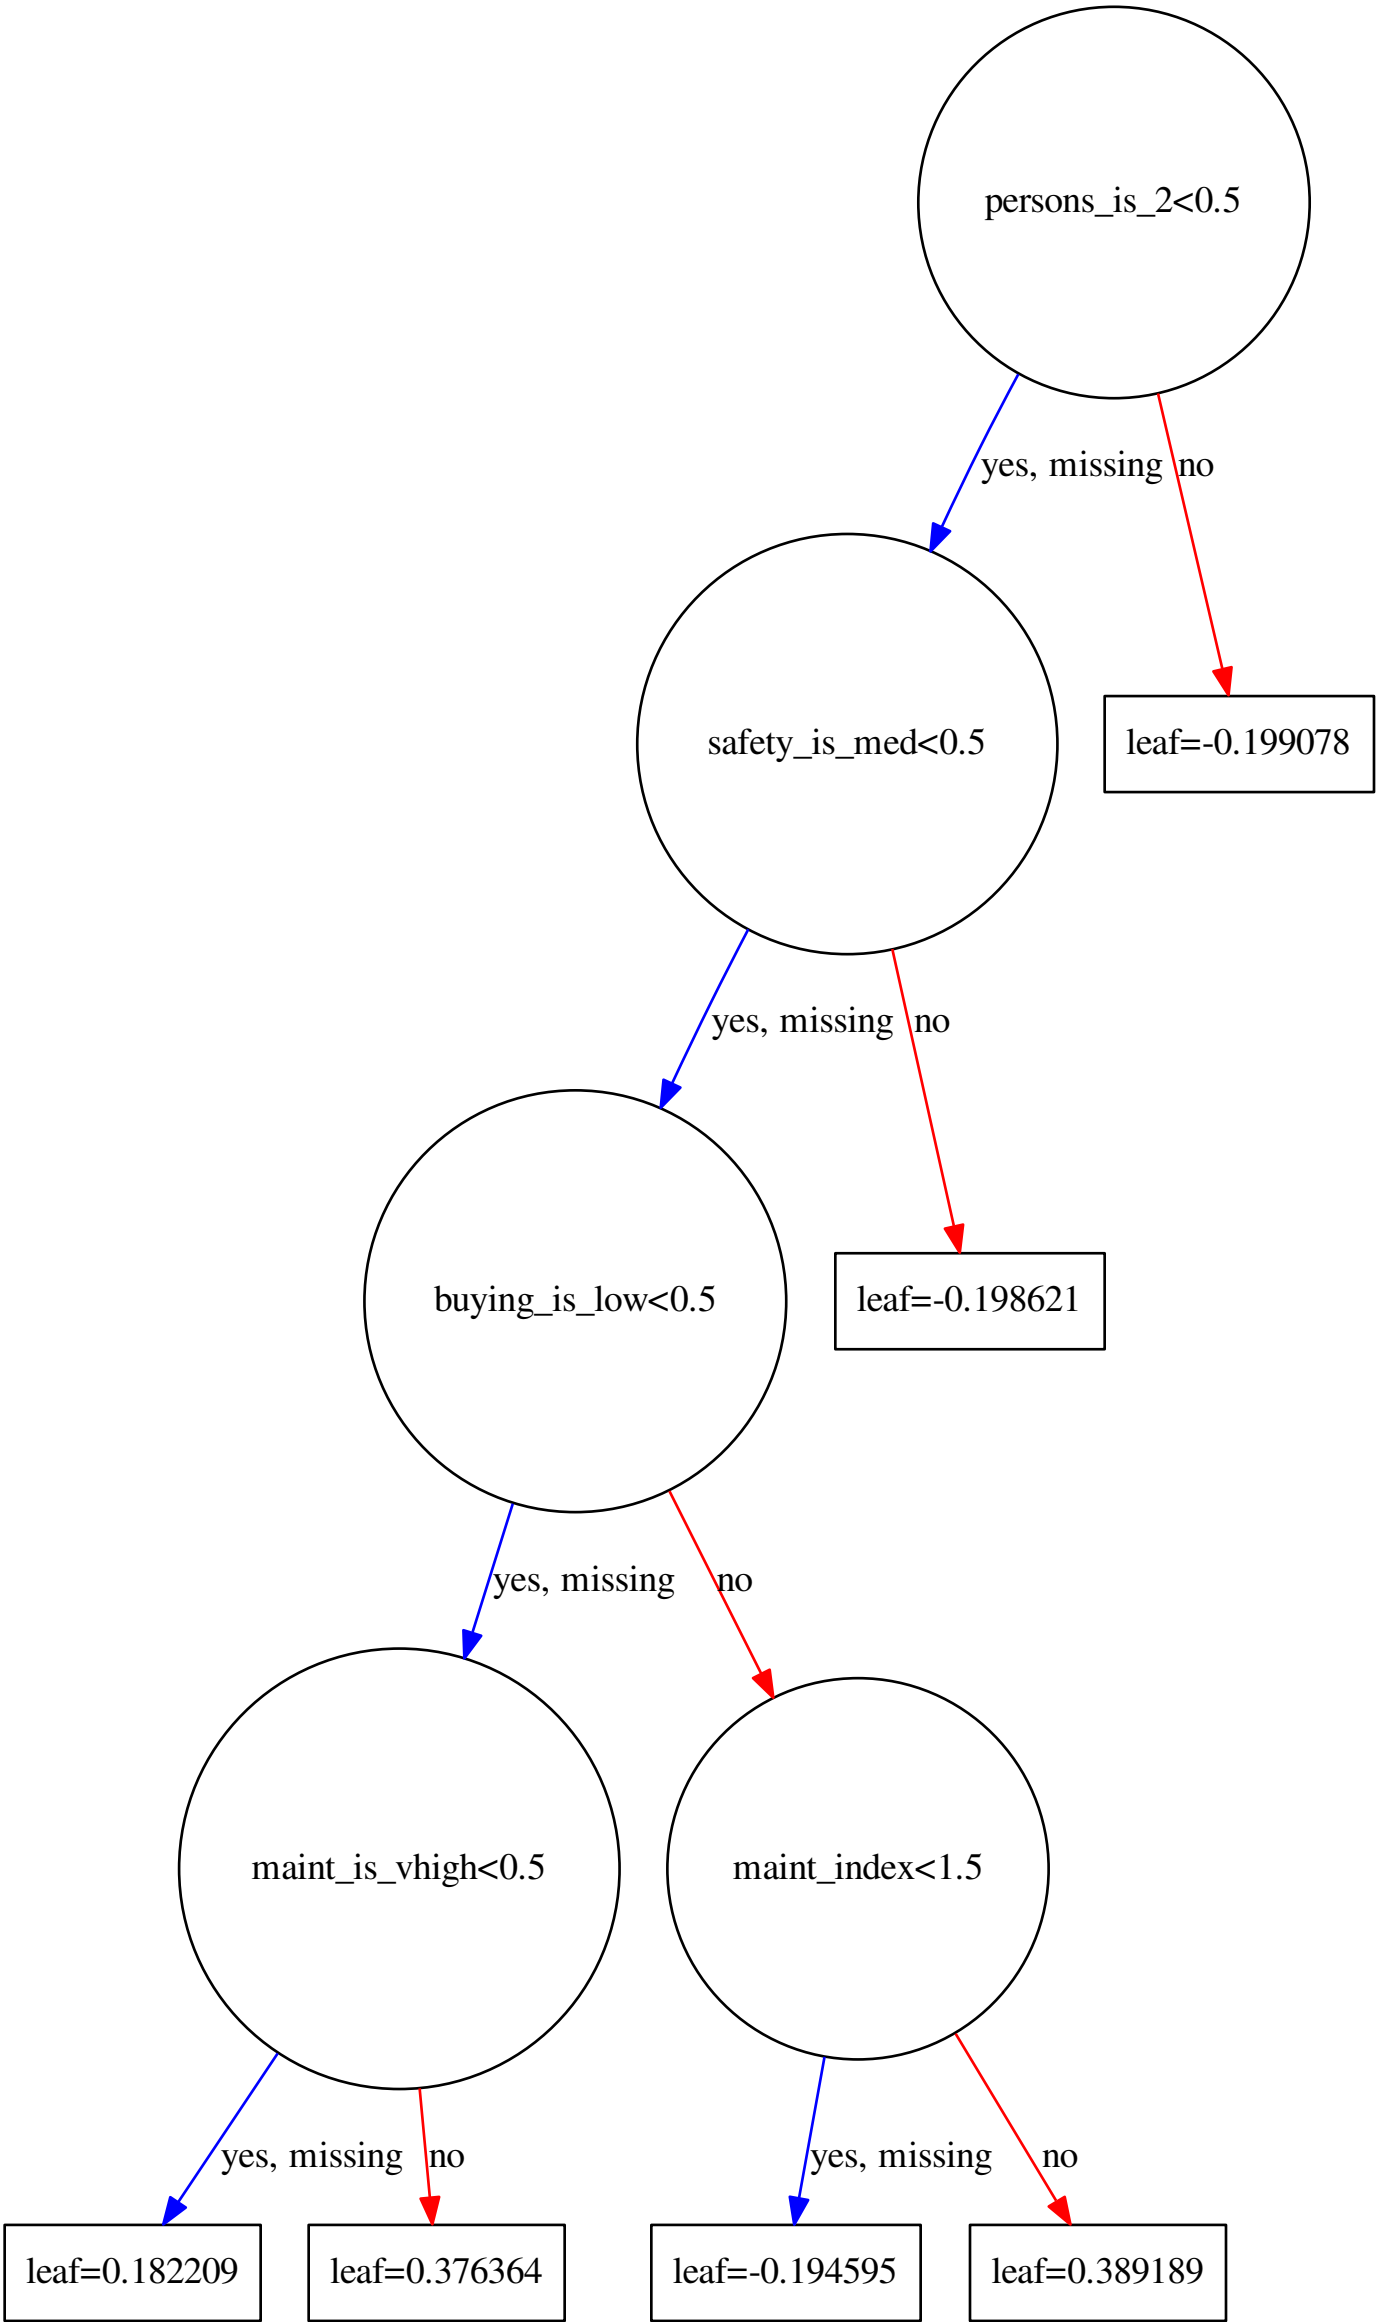 persons_is_2<0.5
yes, missing
no
safety_is_med<0.5
leaf=-0.199078
yes, missing
no
buying_is_low<0.5
leaf=-0.198621
yes, missing
no
maint_is_vhigh<0.5
maint_index<1.5
yes, missing
no
yes, missing
no
leaf=0.182209
leaf=0.376364
leaf=-0.194595
leaf=0.389189